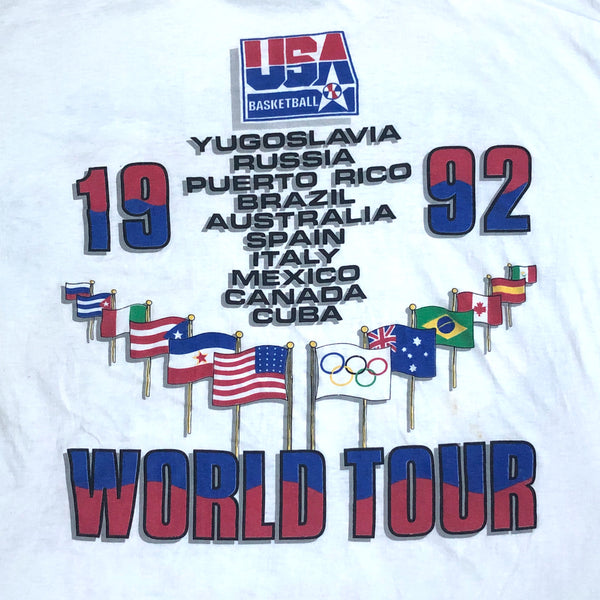 USA
BASKETBALL
YUGOSLAVIA
RUSSIA
PUERTO RICO
BRAZIL
AUSTRALIA
SPAIN
ITALY
MEXICO
CANADA
CUBA
19 92
WORLD TOUR